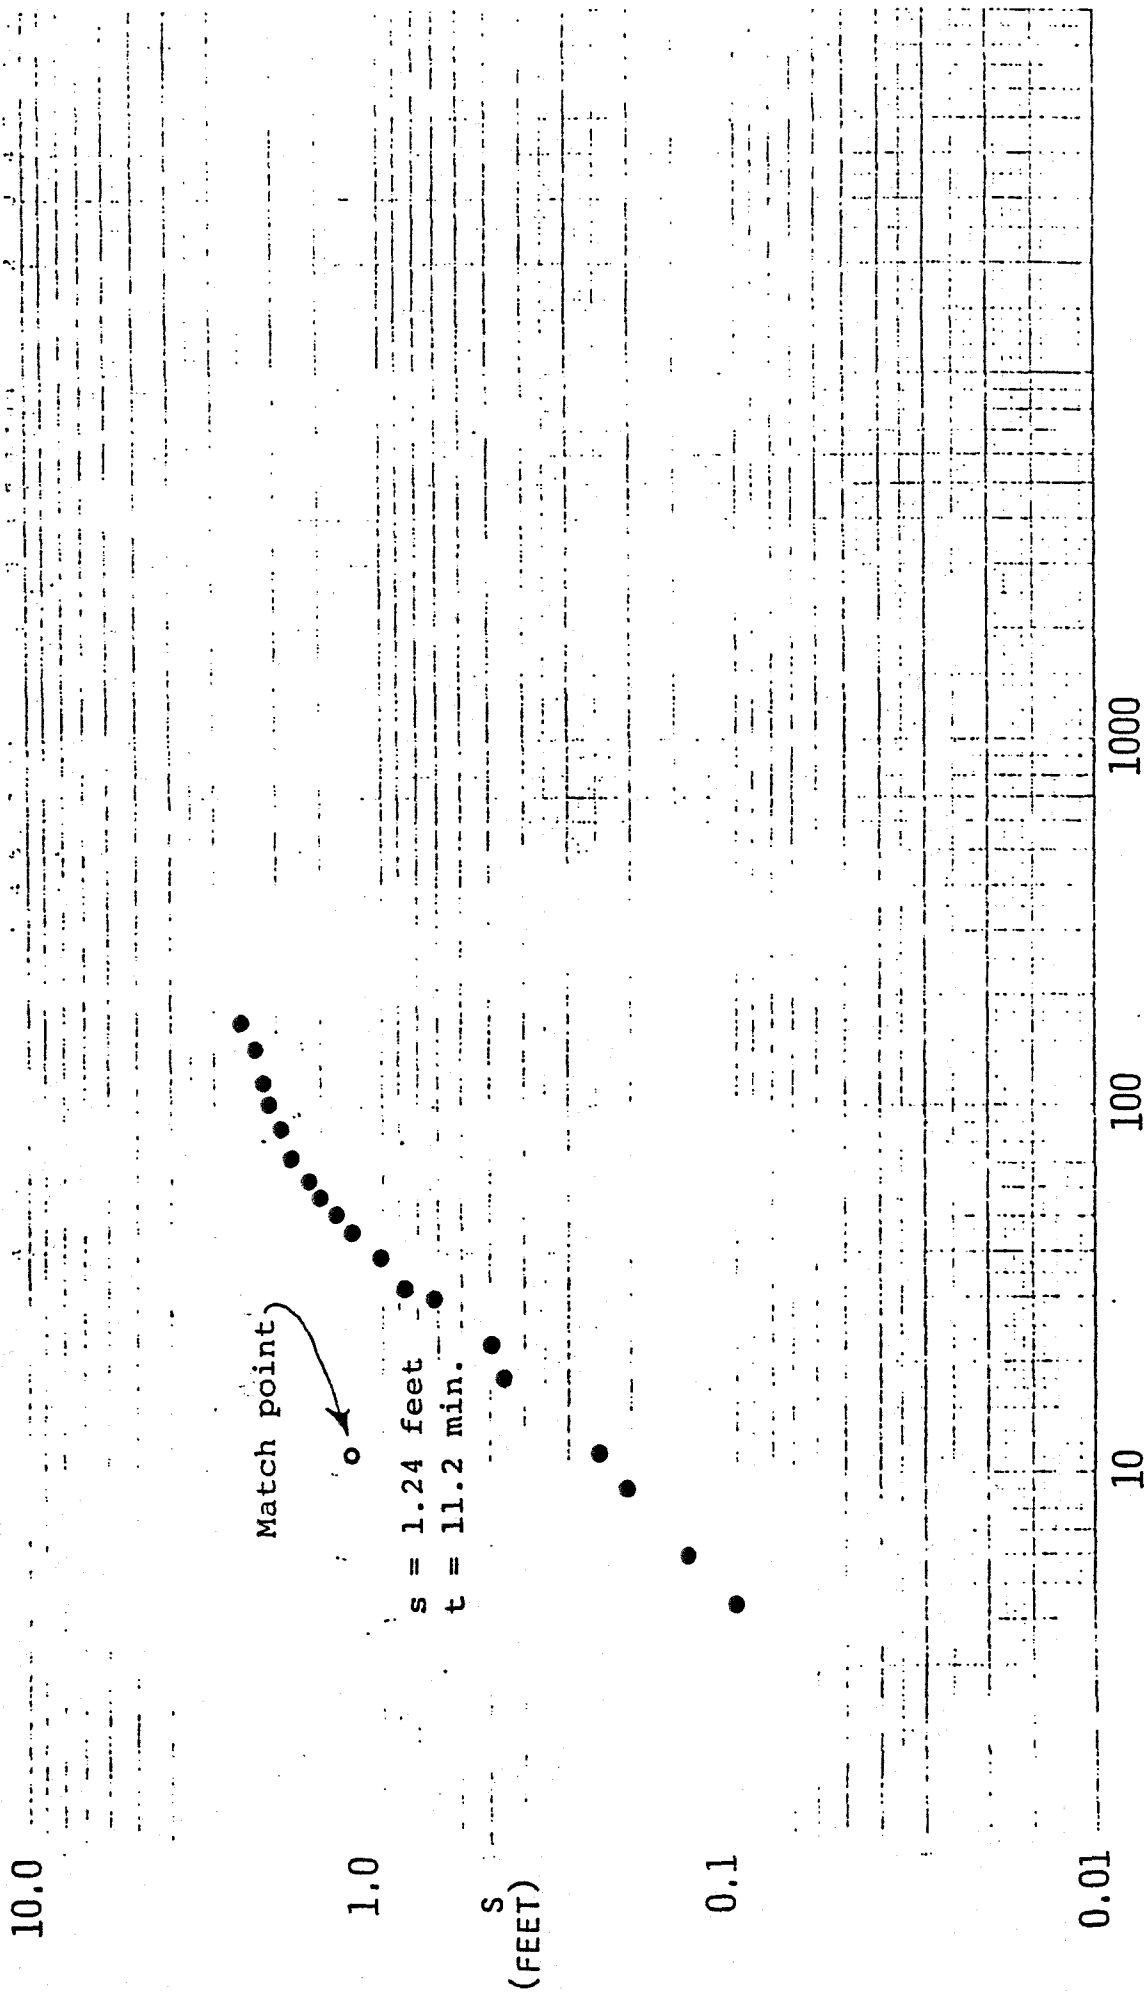 10.0
1.0
S
(FEET)
0.1
0.01
Match point
s = 1.24 feet
t = 11.2 min.
10
100
1000